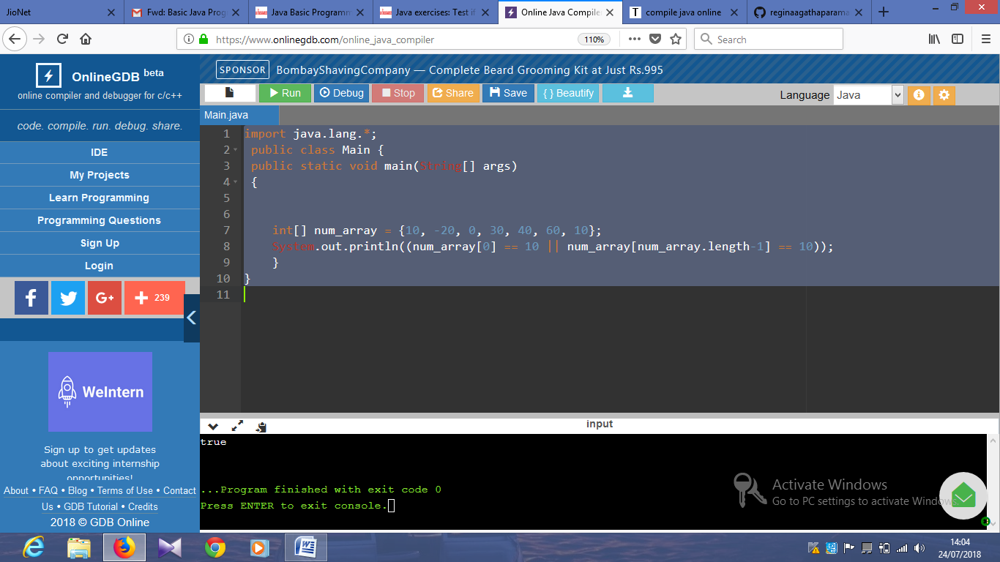 JioNet
Fwd: Basic Java Prog
Java Basic Programm
Java exercises: Test if
Online Java Compiler
compile java online
reginaagathaparama
https://www.onlinegdb.com/online_java_compiler
110%
Search
OnlineGDB beta
online compiler and debugger for c/c++
code. compile. run. debug. share.
IDE
My Projects
Learn Programming
Programming Questions
Sign Up
Login
239
WeIntern
Sign up to get updates
about exciting internship
opportunities!
About • FAQ • Blog • Terms of Use • Contact
Us • GDB Tutorial • Credits
2018 © GDB Online
SPONSOR BombayShavingCompany — Complete Beard Grooming Kit at Just Rs.995
Run Debug Stop Share Save { } Beautify
Language Java
Main.java
1 import java.lang.*;
2 public class Main {
3 public static void main(String[] args)
4 {
5
6
7 int[] num_array = {10, -20, 0, 30, 40, 60, 10};
8 System.out.println((num_array[0] == 10 || num_array[num_array.length-1] == 10));
9 }
10 }
11
input
true
...Program finished with exit code 0
Press ENTER to exit console.
Activate Windows
Go to PC settings to activate Windows.
14:04
24/07/2018